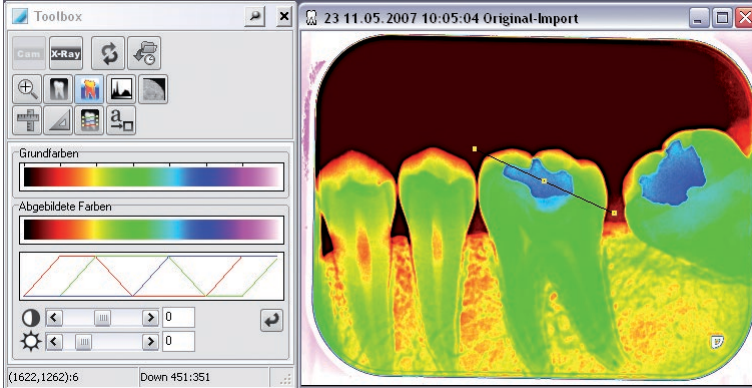 Toolbox
23 11.05.2007 10:05:04 Original-Import
Cam X-Ray
a
Grundfarben
Abgebildete Farben
0
0
(1622,1262):6 Down 451:351